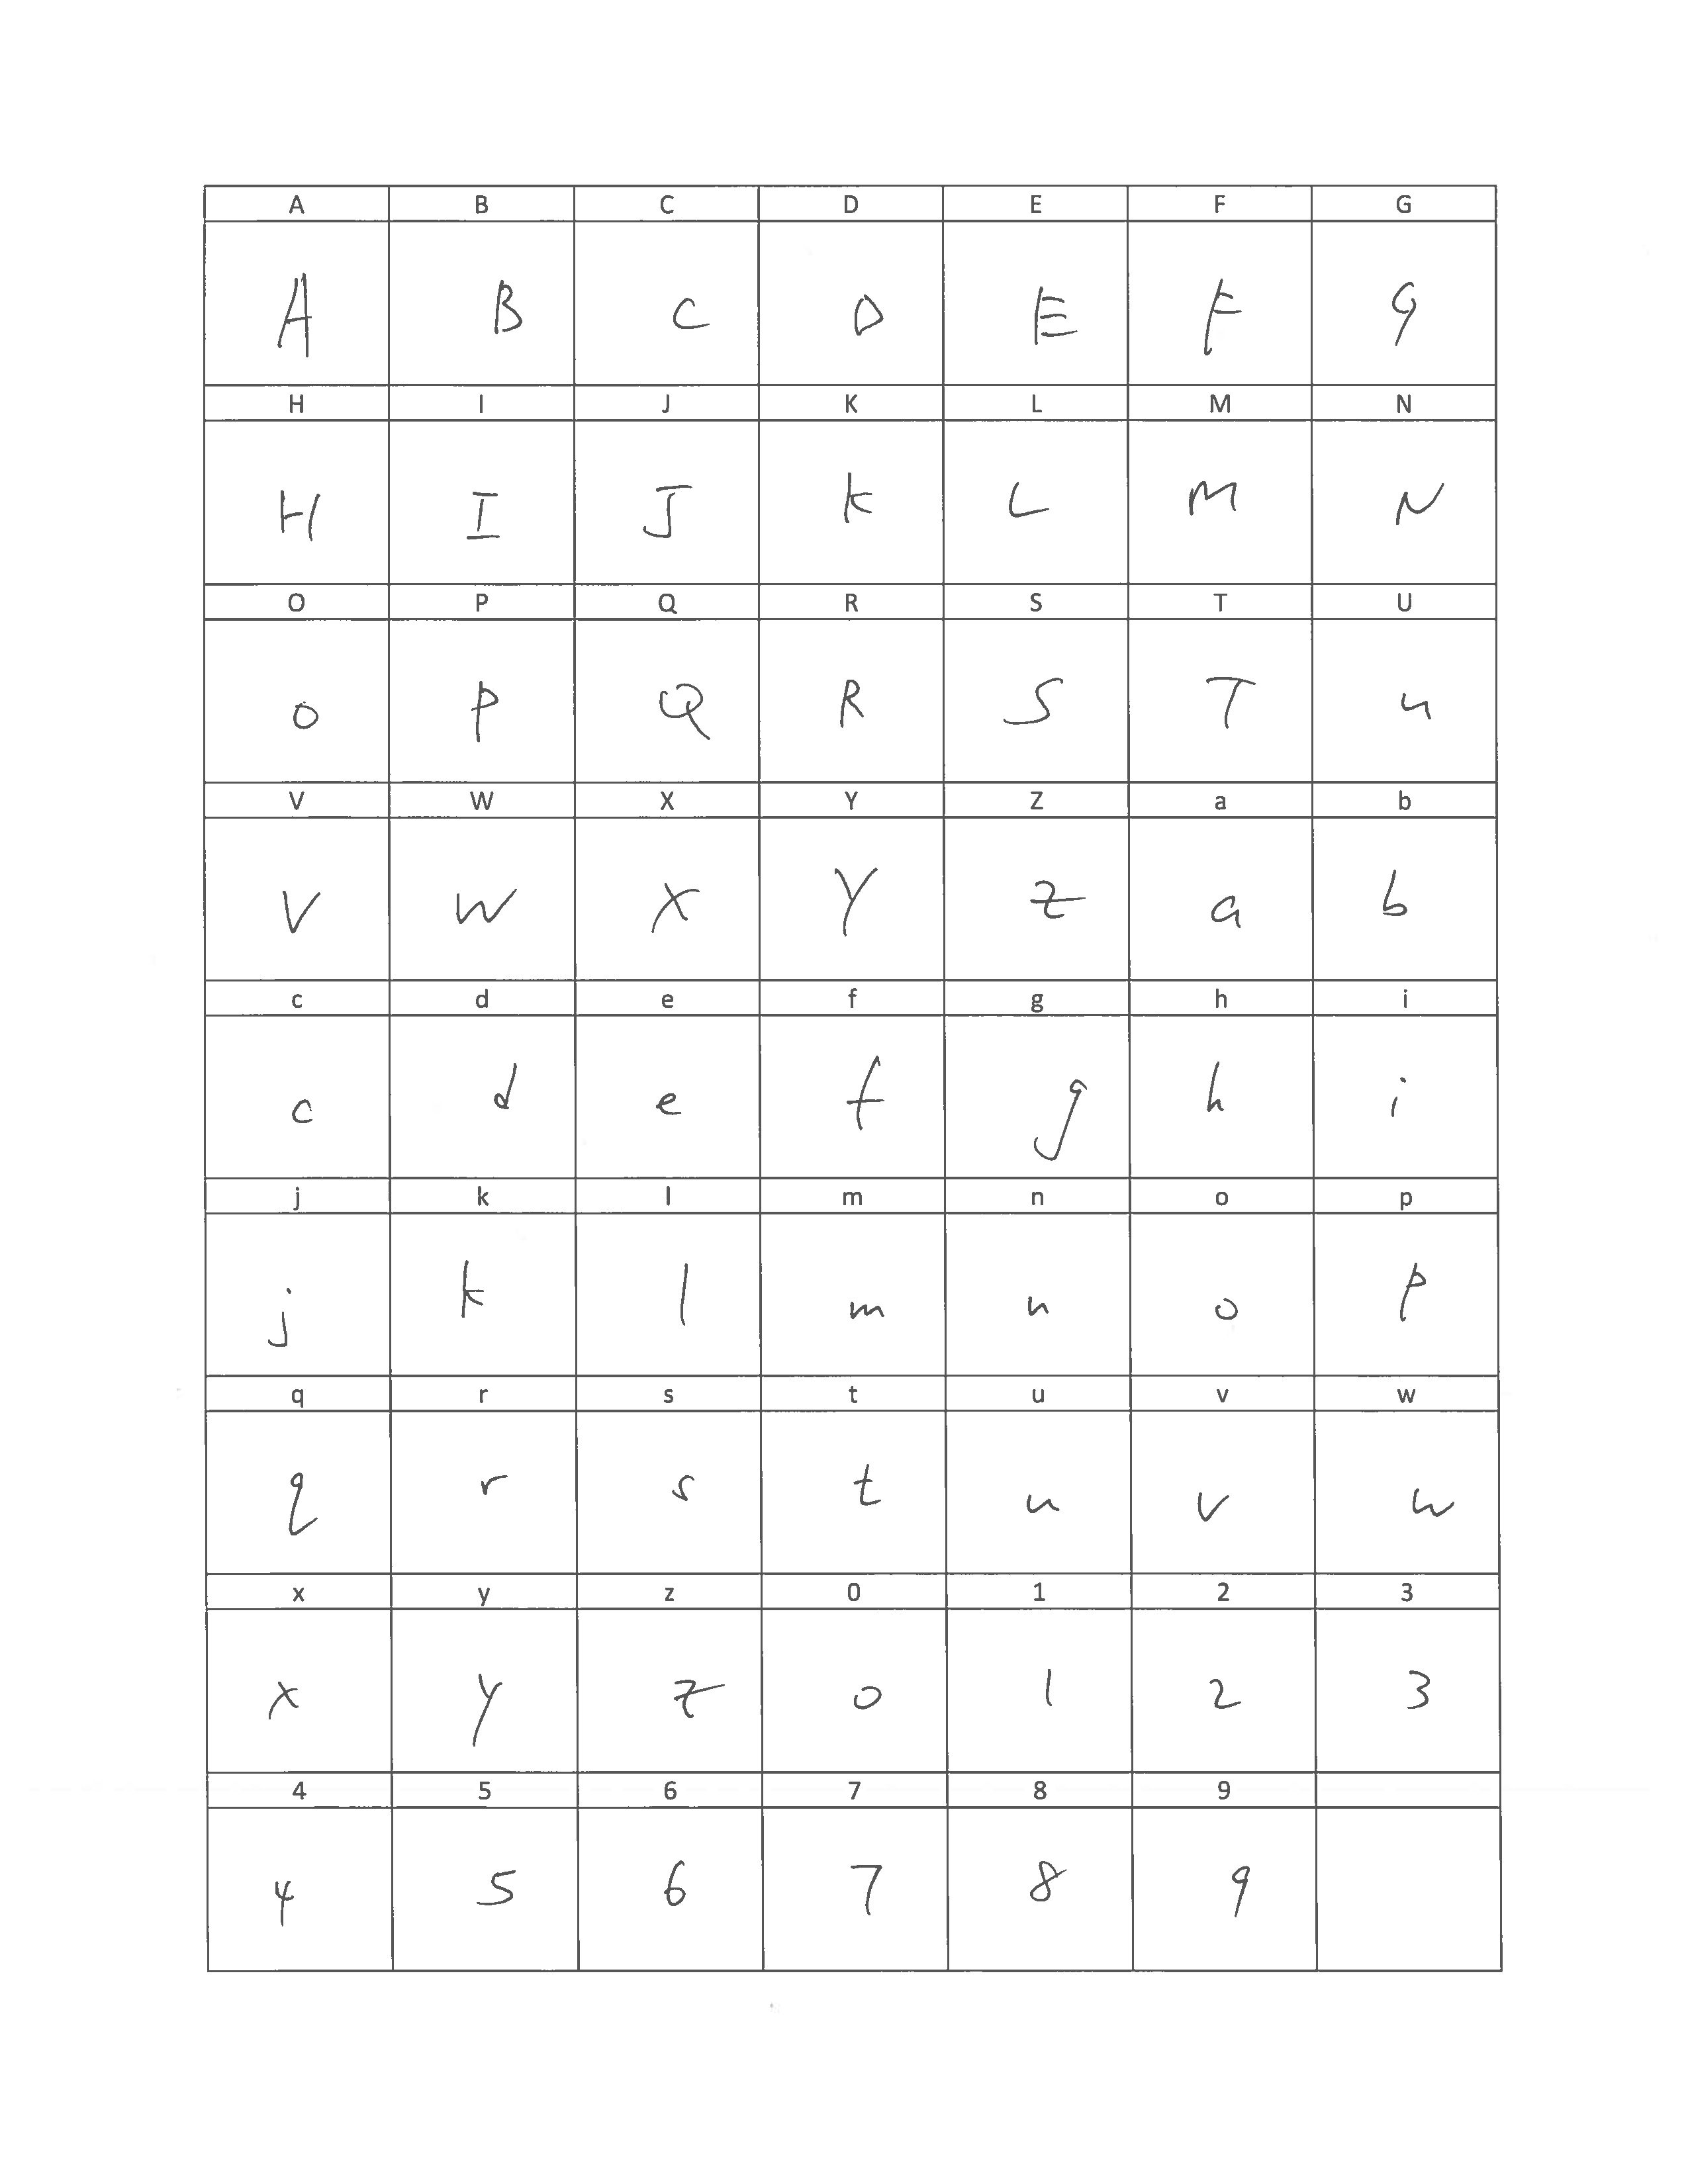 A B C D E F G
A B C D E F G
H I J K L M N
H I J K L M N
O P Q R S T U
O P Q R S T U
V W X Y Z a b
V W X Y Z a b
c d e f g h i
c d e f g h i
j k l m n o p
j k l m n o p
q r s t u v w
q r s t u v w
x y z 0 1 2 3
x y z 0 1 2 3
4 5 6 7 8 9
4 5 6 7 8 9